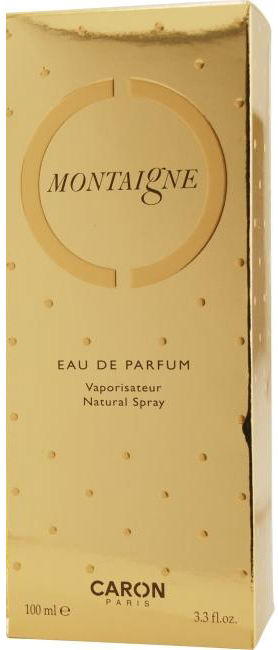 MONTAIGNE
EAU DE PARFUM
Vaporisateur
Natural Spray
CARON
PARIS
100 ml ℮
3.3 fl.oz.